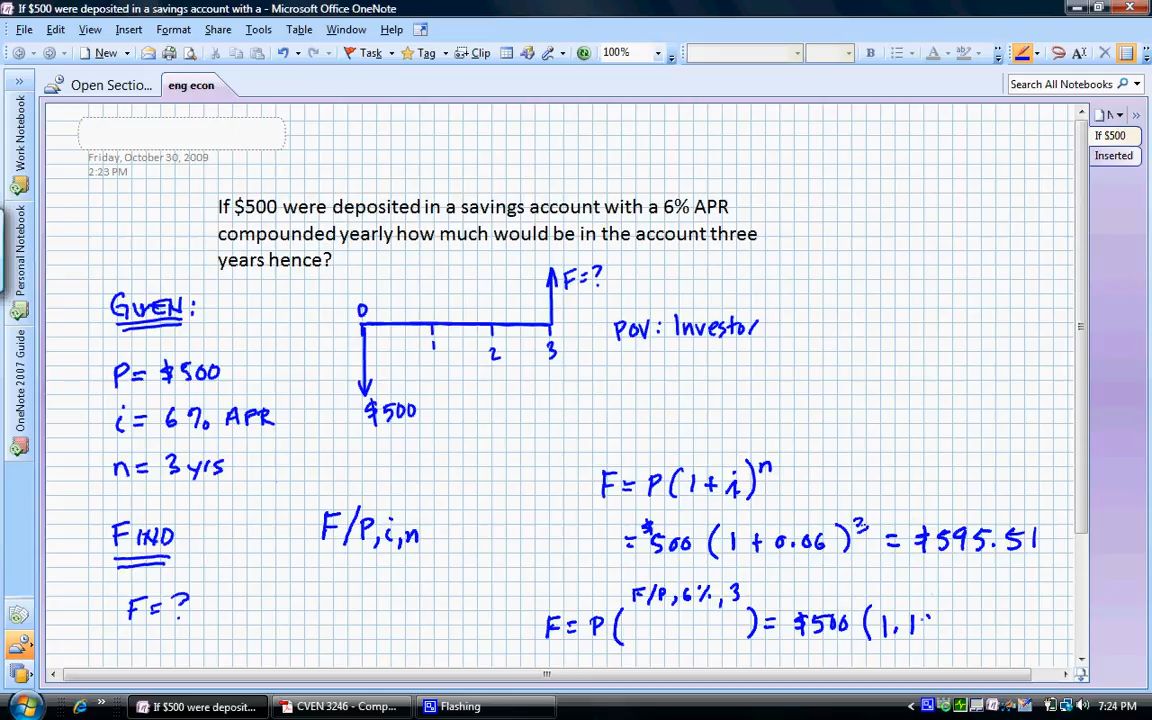 If $500 were deposited in a savings account with a - Microsoft Office OneNote
File Edit View Insert Format Share Tools Table Window Help
New Task Tag Clip 100% B A
Open Sectio... eng econ Search All Notebooks
Work Notebook
Personal Notebook
OneNote 2007 Guide
N
If $500
Inserted
Friday, October 30, 2009
2:23 PM
If $500 were deposited in a savings account with a 6% APR
compounded yearly how much would be in the account three
years hence?
GIVEN:
P = $500
i = 6% APR
n = 3 yrs
FIND
F = ?
0 1 2 3
F = ?
$500
POV: Investor
F/P,i,n
F = P(1 + i)^n
= $500 (1 + 0.06)^3 = $595.51
F/P, 6%, 3
F = P( ) = $500 (1.1
If $500 were deposit... CVEN 3246 - Comp... Flashing 7:24 PM